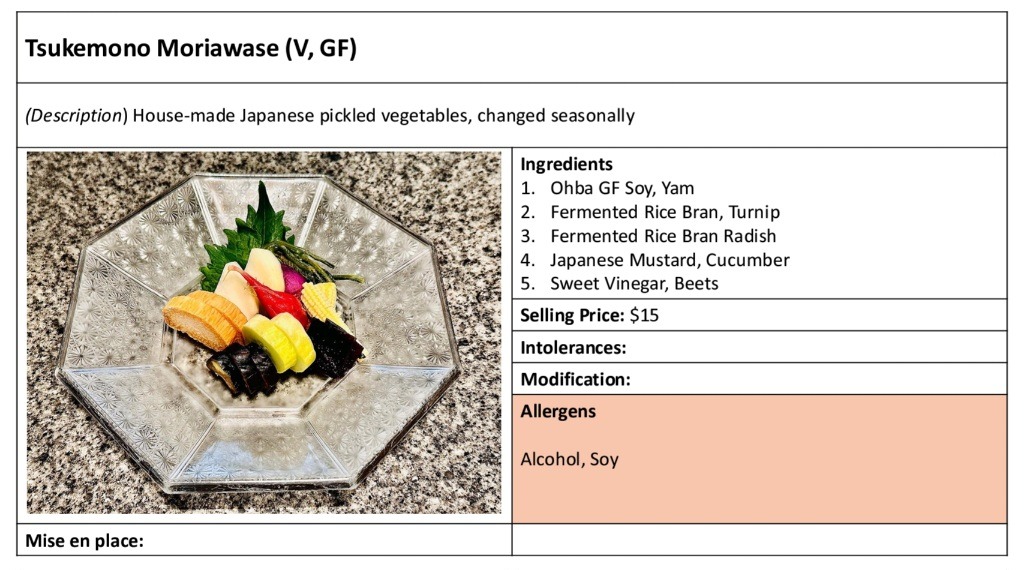 Tsukemono Moriawase (V, GF)
(Description) House-made Japanese pickled vegetables, changed seasonally
Ingredients
1. Ohba GF Soy, Yam
2. Fermented Rice Bran, Turnip
3. Fermented Rice Bran Radish
4. Japanese Mustard, Cucumber
5. Sweet Vinegar, Beets
Selling Price: $15
Intolerances:
Modification:
Allergens
Alcohol, Soy
Mise en place: